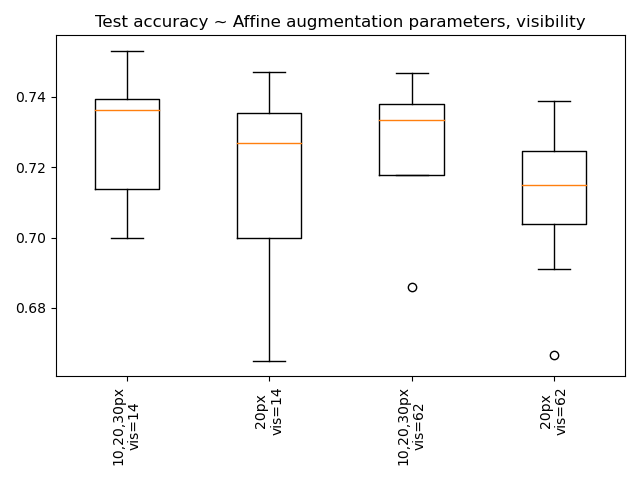 Test accuracy ~ Affine augmentation parameters, visibility
0.74
0.72
0.70
0.68
10,20,30px
vis=14
20px
vis=14
10,20,30px
vis=62
20px
vis=62